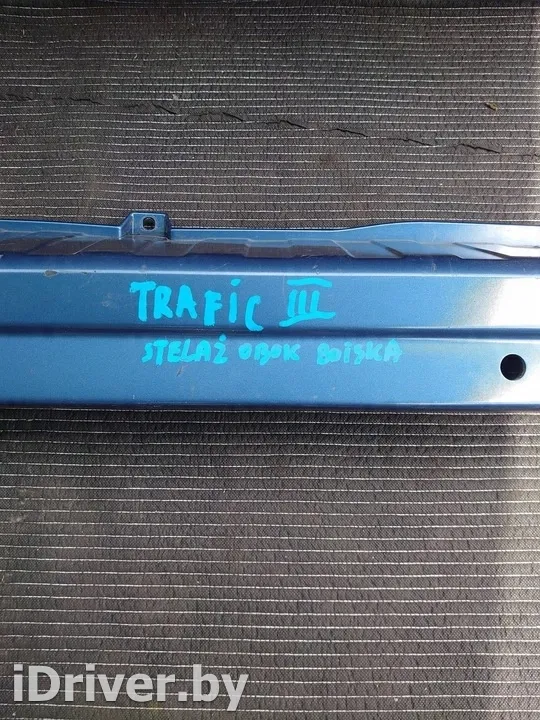 TRAFIC III
STELAŻ OBOK BOISKA
iDriver.by